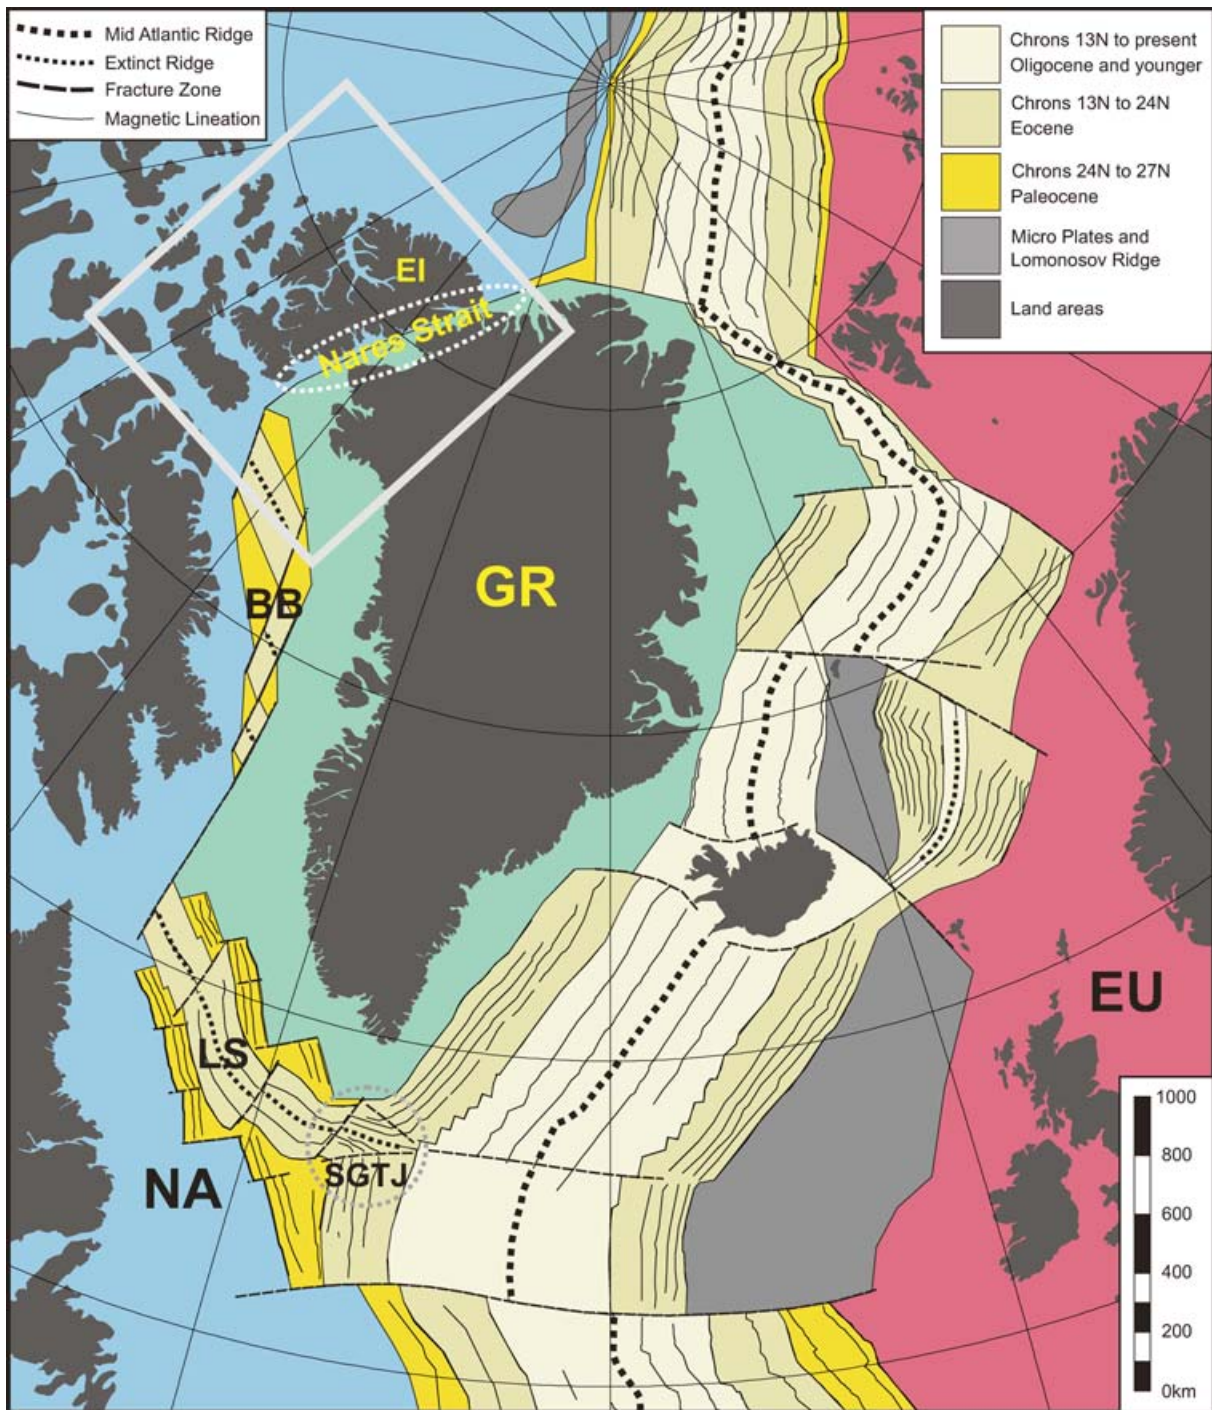 Mid Atlantic Ridge
Extinct Ridge
Fracture Zone
Magnetic Lineation
Chrons 13N to present
Oligocene and younger
Chrons 13N to 24N
Eocene
Chrons 24N to 27N
Paleocene
Micro Plates and
Lomonosov Ridge
Land areas
EI
Nares Strait
GR
BB
EU
LS
SGTJ
NA
1000
800
600
400
200
0km